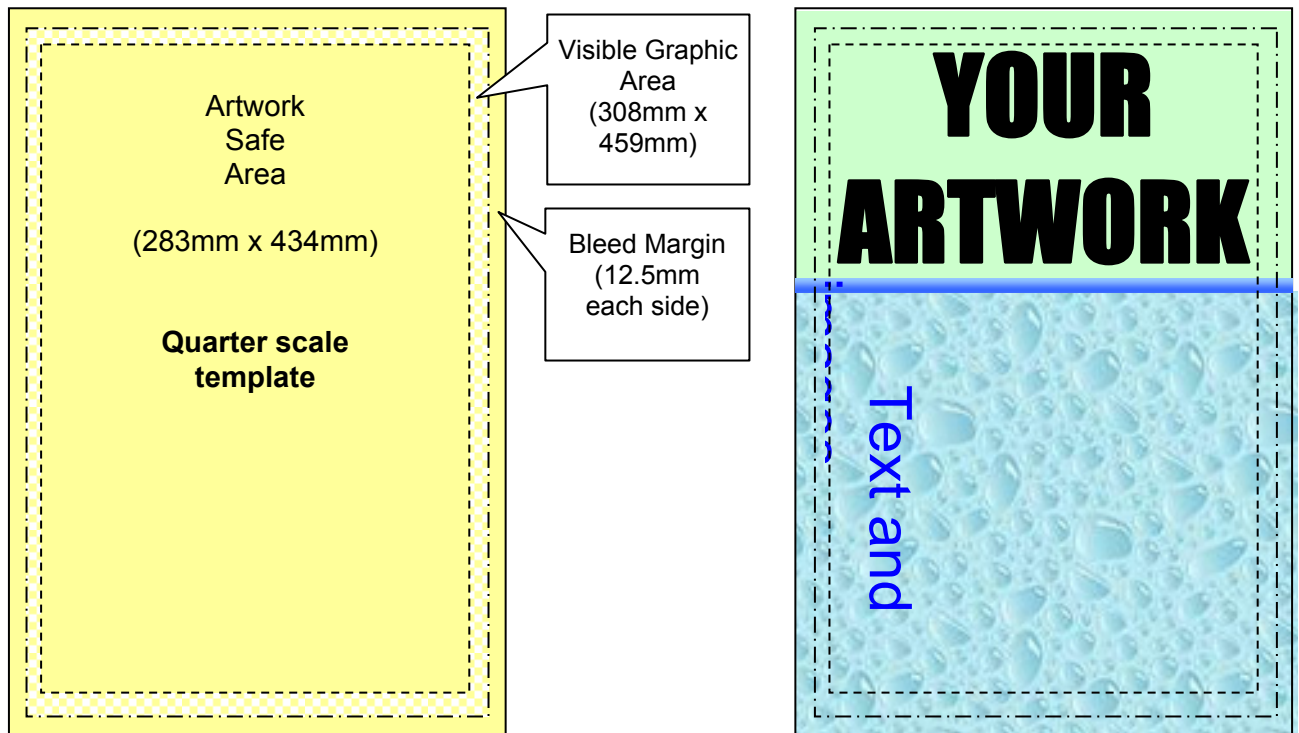 Artwork
Safe
Area
(283mm x 434mm)
Quarter scale
template
Visible Graphic
Area
(308mm x
459mm)
Bleed Margin
(12.5mm
each side)
YOUR
ARTWORK
Text and